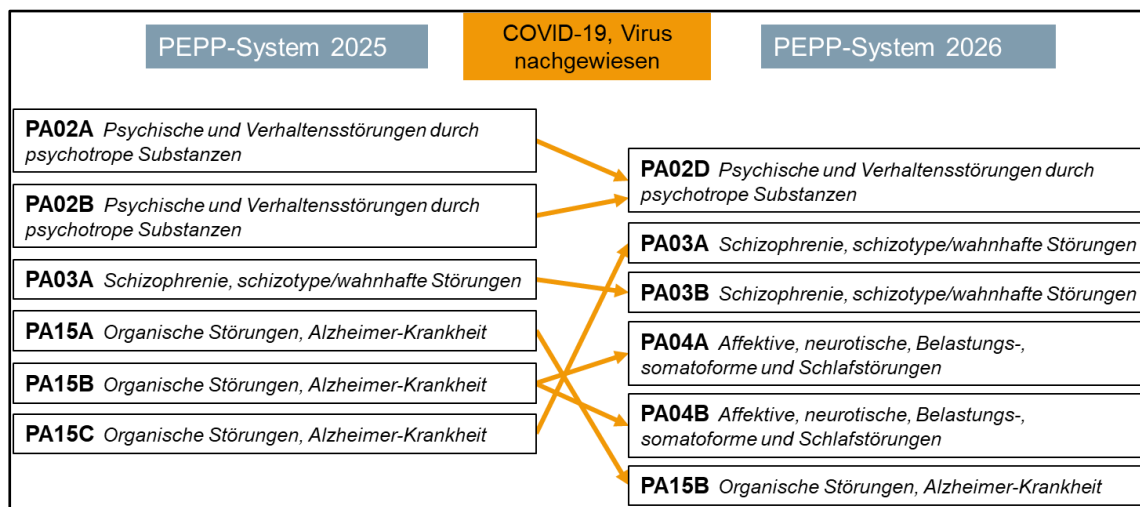 PEPP-System 2025
COVID-19, Virus
nachgewiesen
PEPP-System 2026
PA02A Psychische und Verhaltensstörungen durch
psychotrope Substanzen
PA02B Psychische und Verhaltensstörungen durch
psychotrope Substanzen
PA03A Schizophrenie, schizotype/wahnhafte Störungen
PA15A Organische Störungen, Alzheimer-Krankheit
PA15B Organische Störungen, Alzheimer-Krankheit
PA15C Organische Störungen, Alzheimer-Krankheit
PA02D Psychische und Verhaltensstörungen durch
psychotrope Substanzen
PA03A Schizophrenie, schizotype/wahnhafte Störungen
PA03B Schizophrenie, schizotype/wahnhafte Störungen
PA04A Affektive, neurotische, Belastungs-,
somatoforme und Schlafstörungen
PA04B Affektive, neurotische, Belastungs-,
somatoforme und Schlafstörungen
PA15B Organische Störungen, Alzheimer-Krankheit